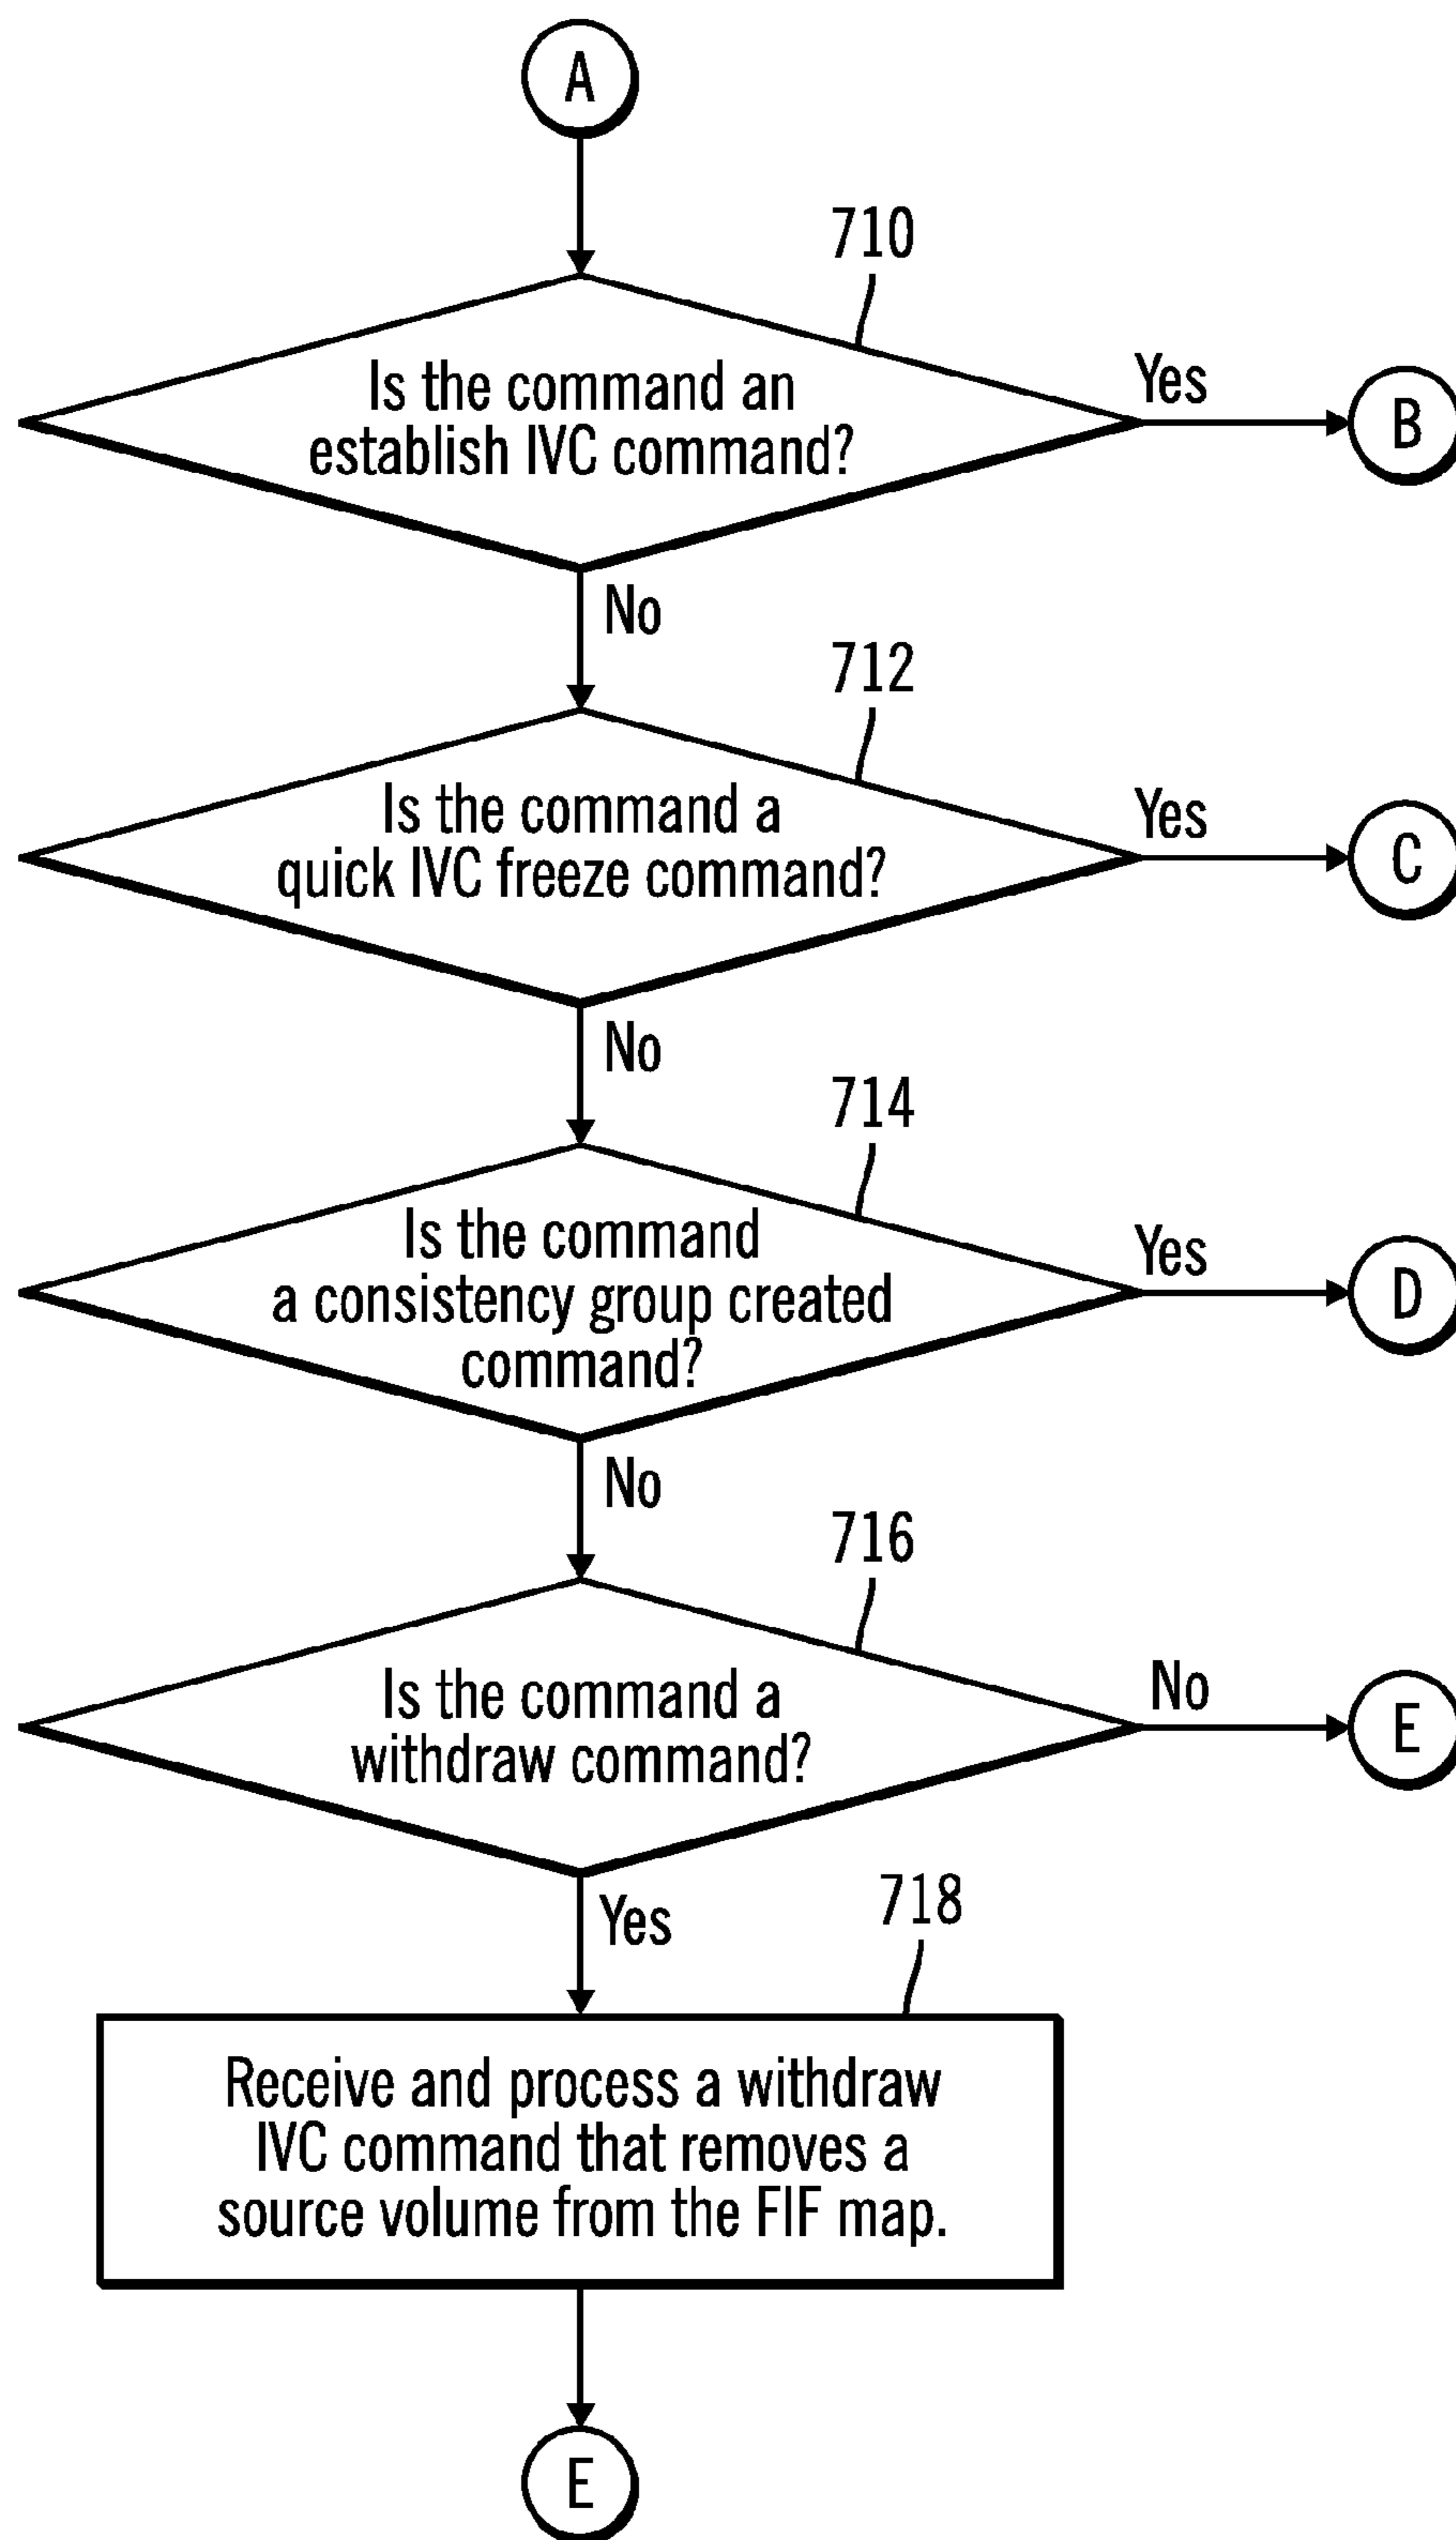 A
710
Is the command an
establish IVC command?
Yes
B
No
712
Is the command a
quick IVC freeze command?
Yes
C
No
714
Is the command
a consistency group created
command?
Yes
D
No
716
Is the command a
withdraw command?
No
E
Yes
718
Receive and process a withdraw
IVC command that removes a
source volume from the FIF map.
E